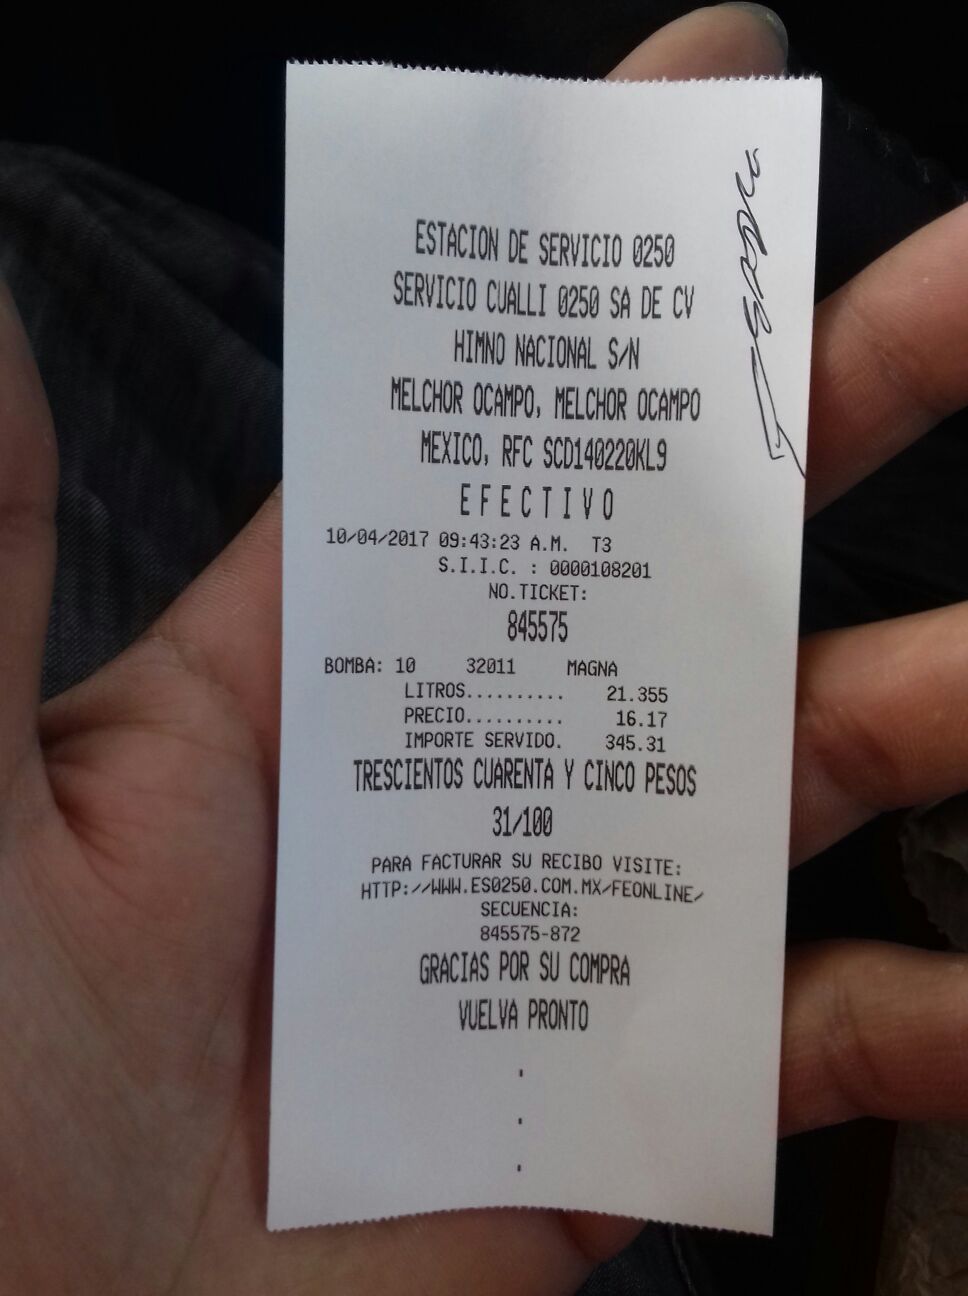 ESTACION DE SERVICIO 0250
SERVICIO CUALLI 0250 SA DE CV
HIMNO NACIONAL S/N
MELCHOR OCAMPO, MELCHOR OCAMPO
MEXICO, RFC SCD140220KL9
EFECTIVO
10/04/2017 09:43:23 A.M. T3
S.I.I.C. : 0000108201
NO.TICKET:
845575
BOMBA: 10 32011 MAGNA
LITROS.......... 21.355
PRECIO.......... 16.17
IMPORTE SERVIDO. 345.31
TRESCIENTOS CUARENTA Y CINCO PESOS
31/100
PARA FACTURAR SU RECIBO VISITE:
HTTP://WWW.ES0250.COM.MX/FEONLINE/
SECUENCIA:
845575-872
GRACIAS POR SU COMPRA
VUELVA PRONTO
.
.
.